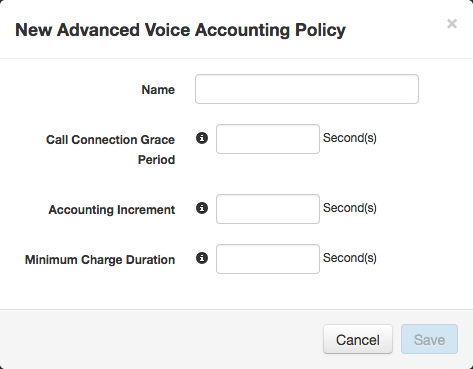 New Advanced Voice Accounting Policy ×
Name
Call Connection Grace Period Second(s)
Accounting Increment Second(s)
Minimum Charge Duration Second(s)
Cancel Save